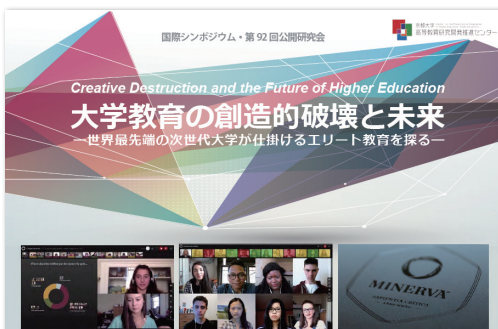 国際シンポジウム・第92回公開研究会
京都大学
高等教育研究開発推進センター
Creative Destruction and the Future of Higher Education
大学教育の創造的破壊と未来
―世界最先端の次世代大学が仕掛けるエリート教育を探る―
MINERVA